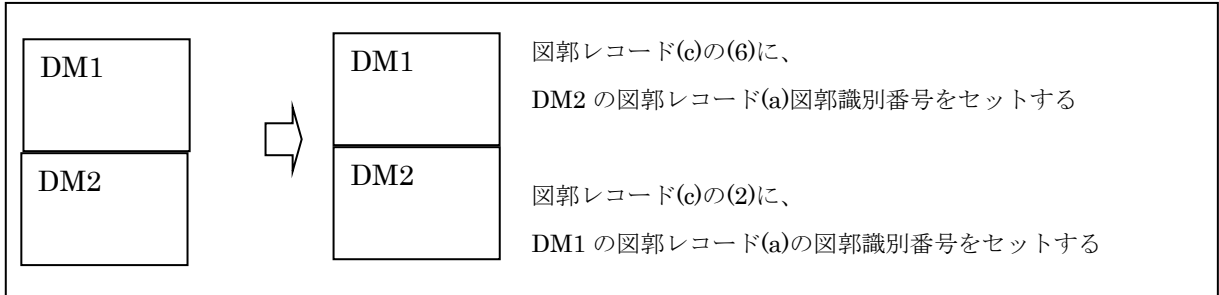 DM1
DM2
DM1
DM2
図郭レコード(c)の(6)に、
DM2 の図郭レコード(a)図郭識別番号をセットする
図郭レコード(c)の(2)に、
DM1 の図郭レコード(a)の図郭識別番号をセットする